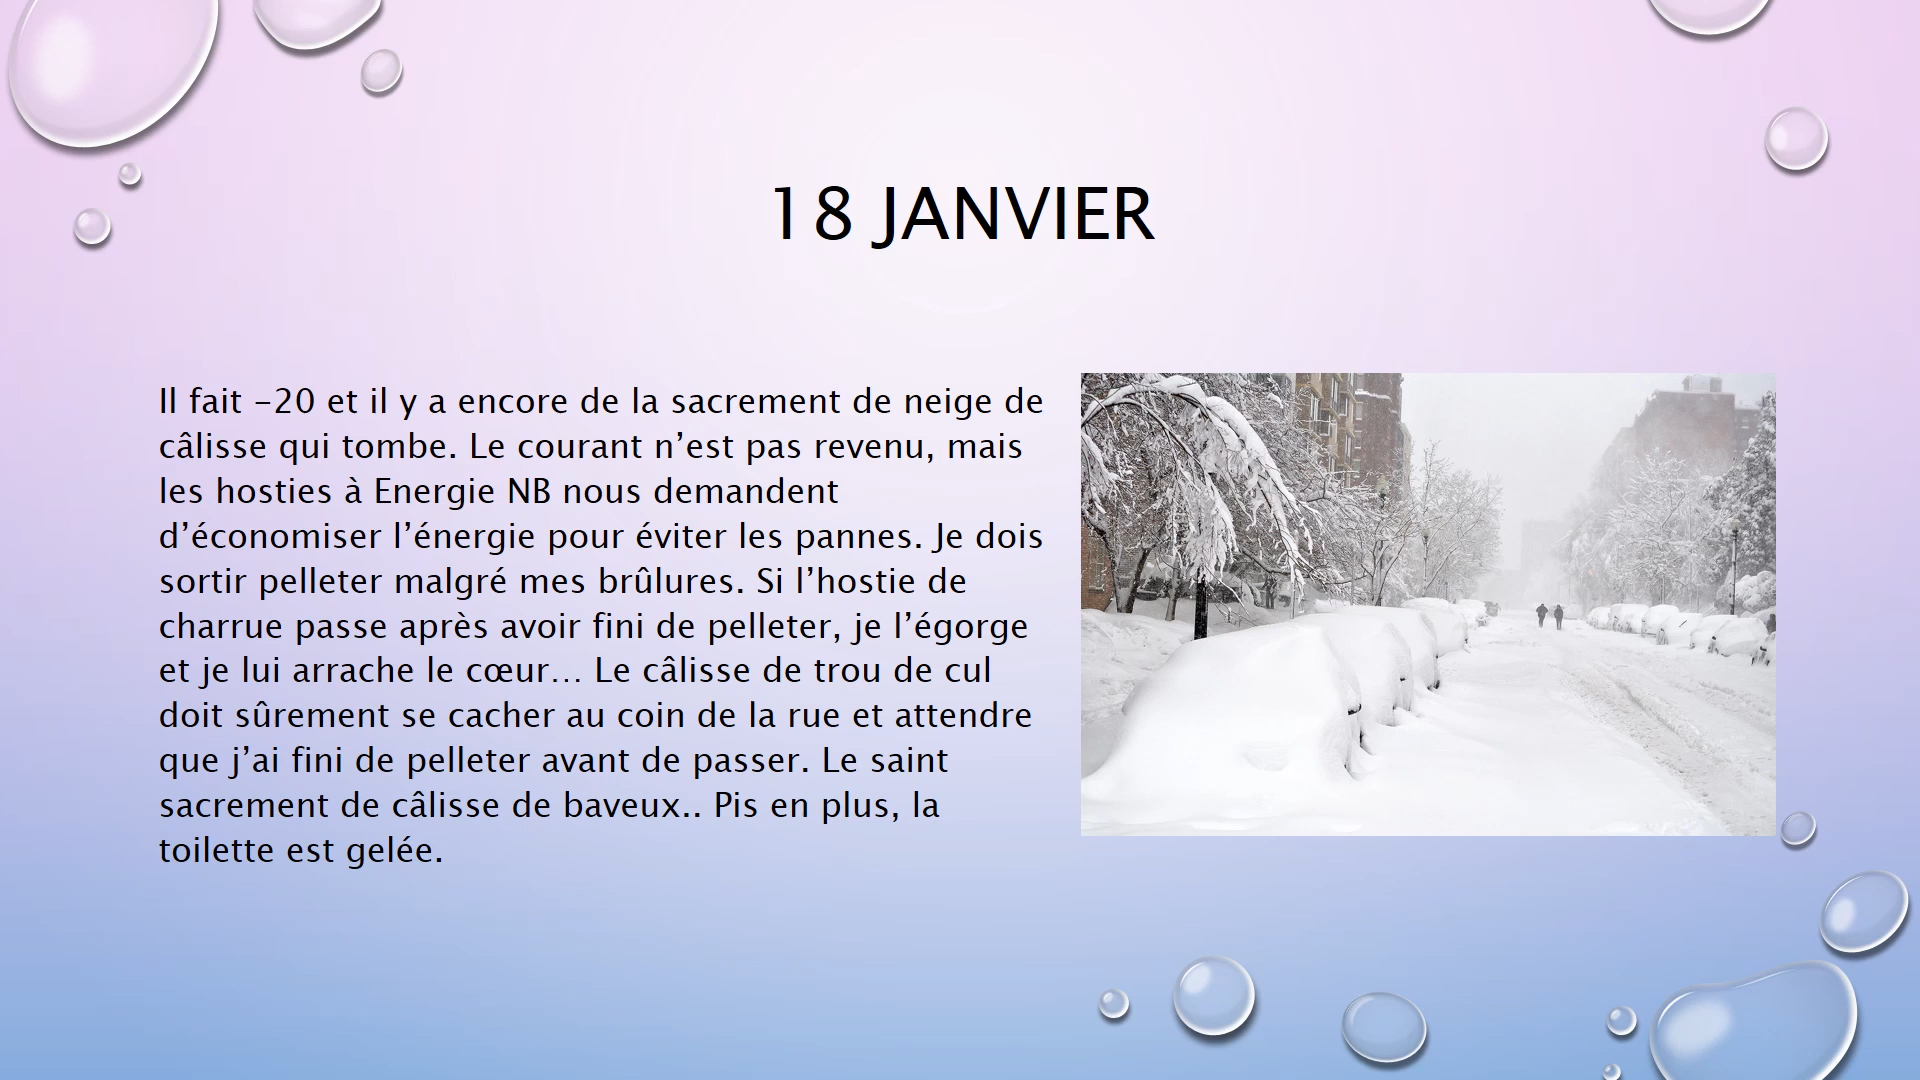 18 JANVIER
Il fait -20 et il y a encore de la sacrement de neige de
câlisse qui tombe. Le courant n’est pas revenu, mais
les hosties à Energie NB nous demandent
d’économiser l’énergie pour éviter les pannes. Je dois
sortir pelleter malgré mes brûlures. Si l’hostie de
charrue passe après avoir fini de pelleter, je l’égorge
et je lui arrache le cœur… Le câlisse de trou de cul
doit sûrement se cacher au coin de la rue et attendre
que j’ai fini de pelleter avant de passer. Le saint
sacrement de câlisse de baveux.. Pis en plus, la
toilette est gelée.